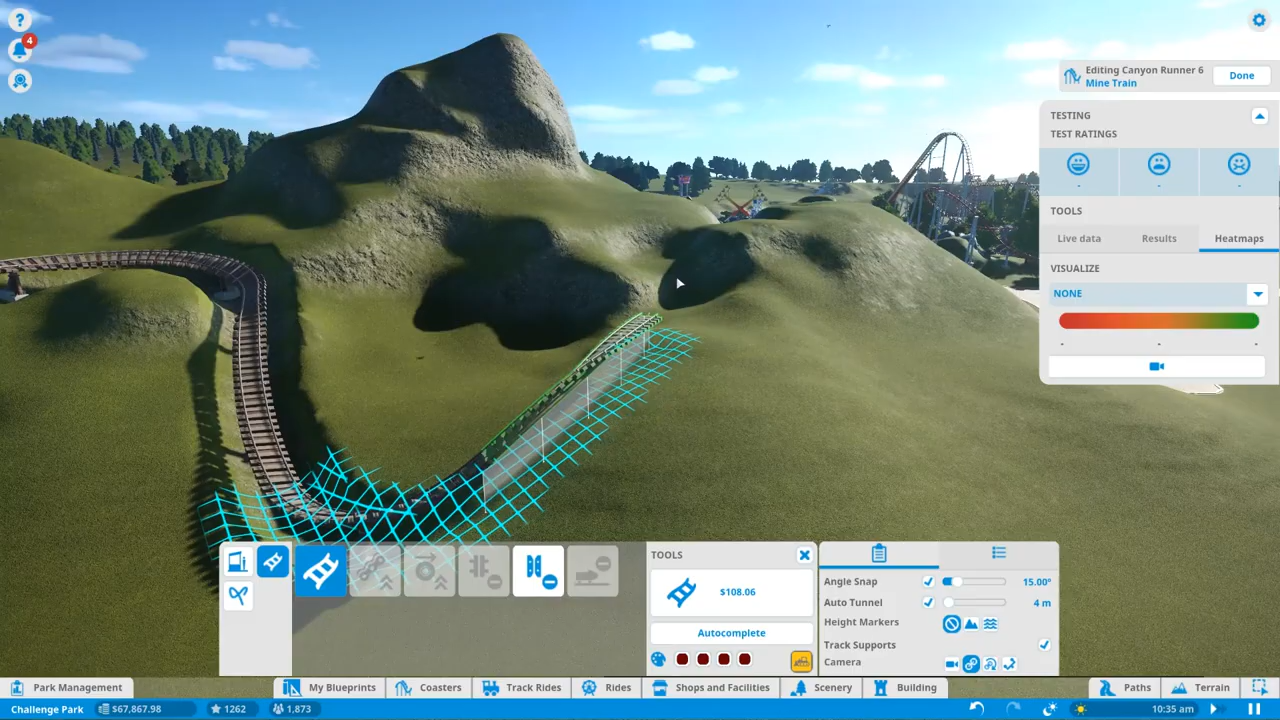 ?
4
Editing Canyon Runner 6
Mine Train
Done
TESTING
TEST RATINGS
- - -
TOOLS
Live data Results Heatmaps
VISUALIZE
NONE
- - -
TOOLS
$108.06
Autocomplete
Angle Snap 15.00°
Auto Tunnel 4 m
Height Markers
Track Supports
Camera
Park Management My Blueprints Coasters Track Rides Rides Shops and Facilities Scenery Building Paths Terrain
Challenge Park $67,867.98 1262 1,873 10:35 am